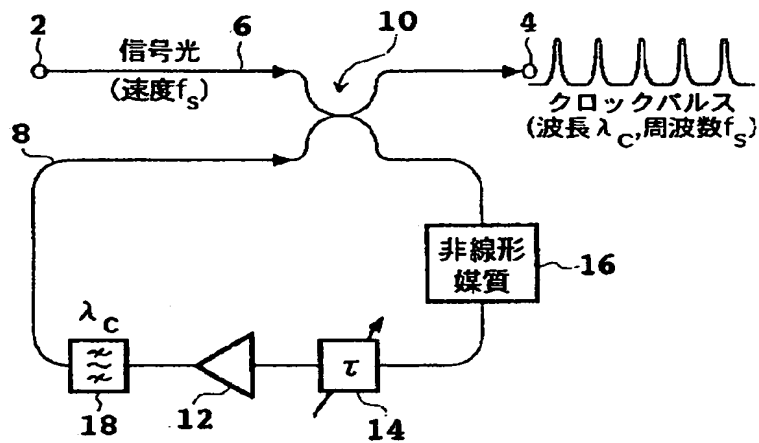 2
信号光
6
(速度fS)
10
4
クロックパルス
(波長λC,周波数fS)
8
非線形
媒質
16
λC
τ
18
12
14